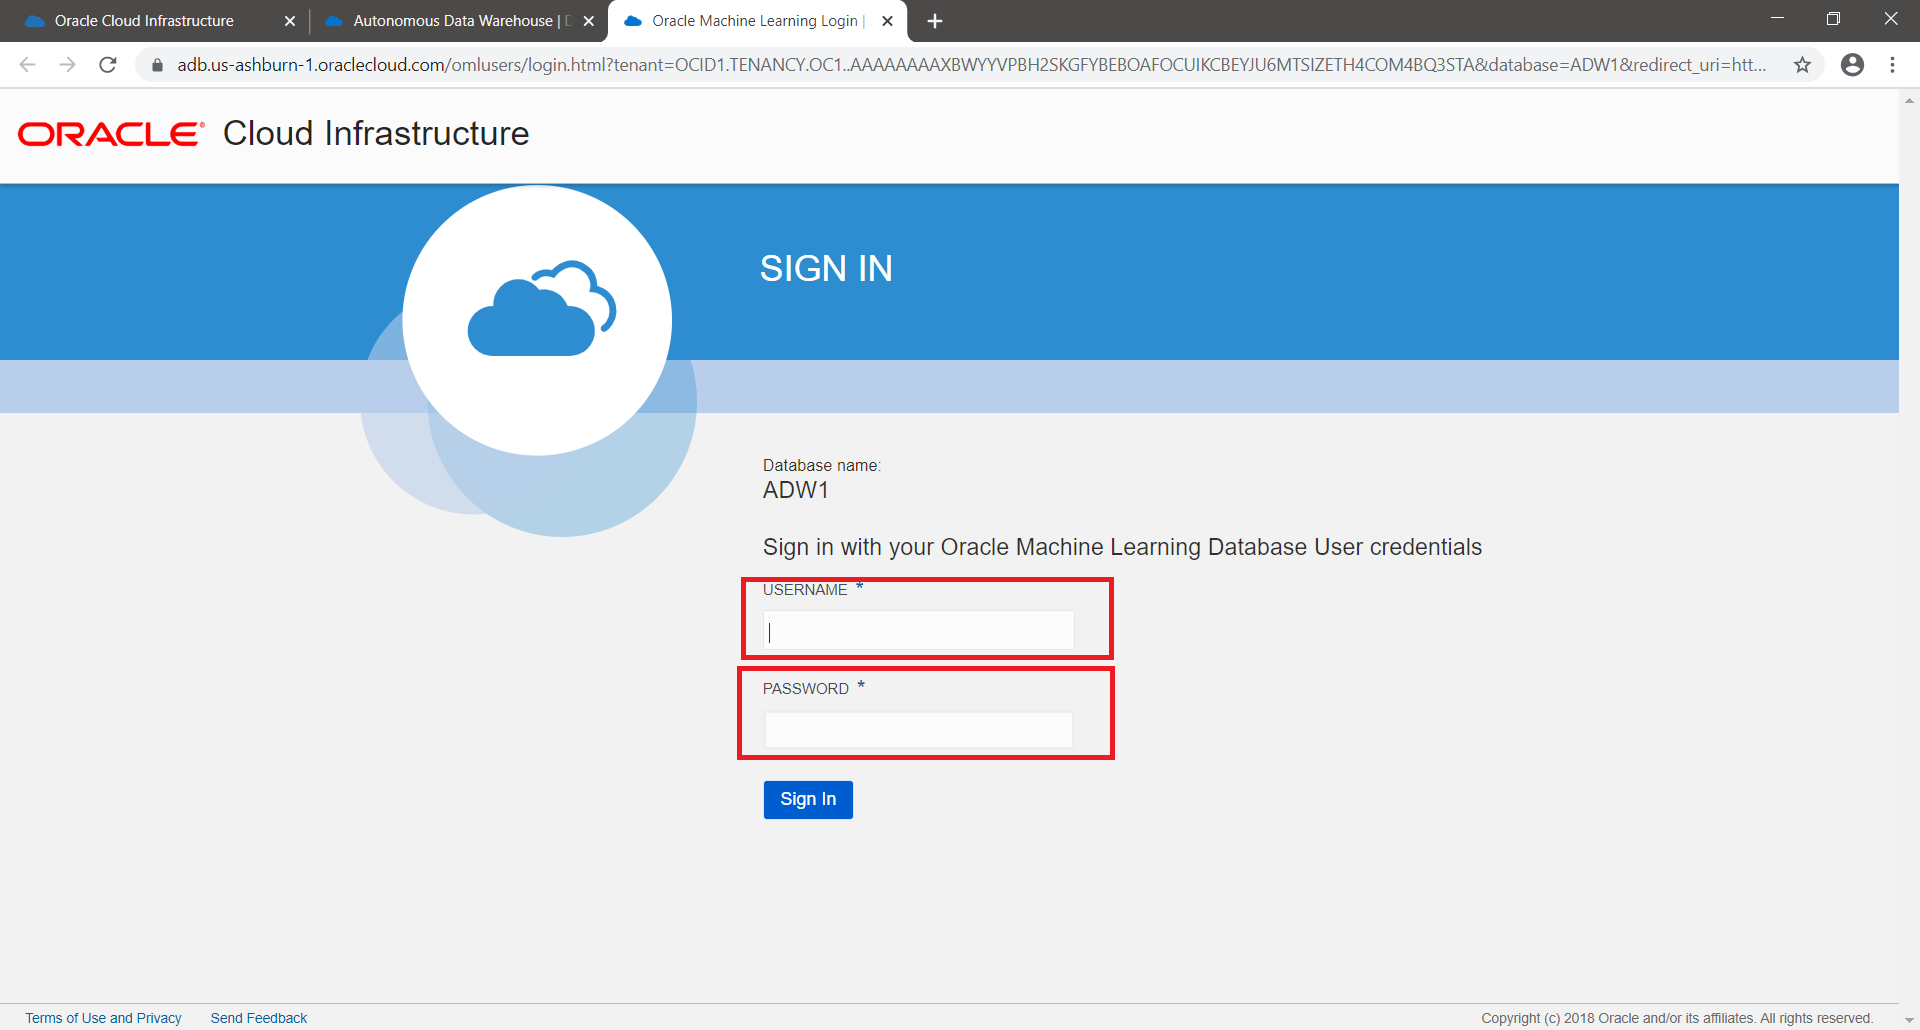 Oracle Cloud Infrastructure
Autonomous Data Warehouse |
Oracle Machine Learning Login |
adb.us-ashburn-1.oraclecloud.com/omlusers/login.html?tenant=OCID1.TENANCY.OC1..AAAAAAAAXBWYYVPBH2SKGFYBEBOAFOCUIKCBEYJU6MTSIZETH4COM4BQ3STA&database=ADW1&redirect_uri=htt...
ORACLE® Cloud Infrastructure
SIGN IN
Database name:
ADW1
Sign in with your Oracle Machine Learning Database User credentials
USERNAME *
PASSWORD *
Sign In
Terms of Use and Privacy Send Feedback Copyright (c) 2018 Oracle and/or its affiliates. All rights reserved.